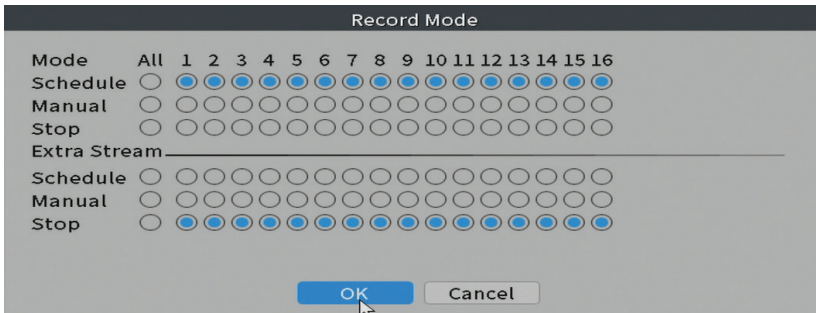 Record Mode
Mode All 1 2 3 4 5 6 7 8 9 10 11 12 13 14 15 16
Schedule
Manual
Stop
Extra Stream
Schedule
Manual
Stop
OK Cancel